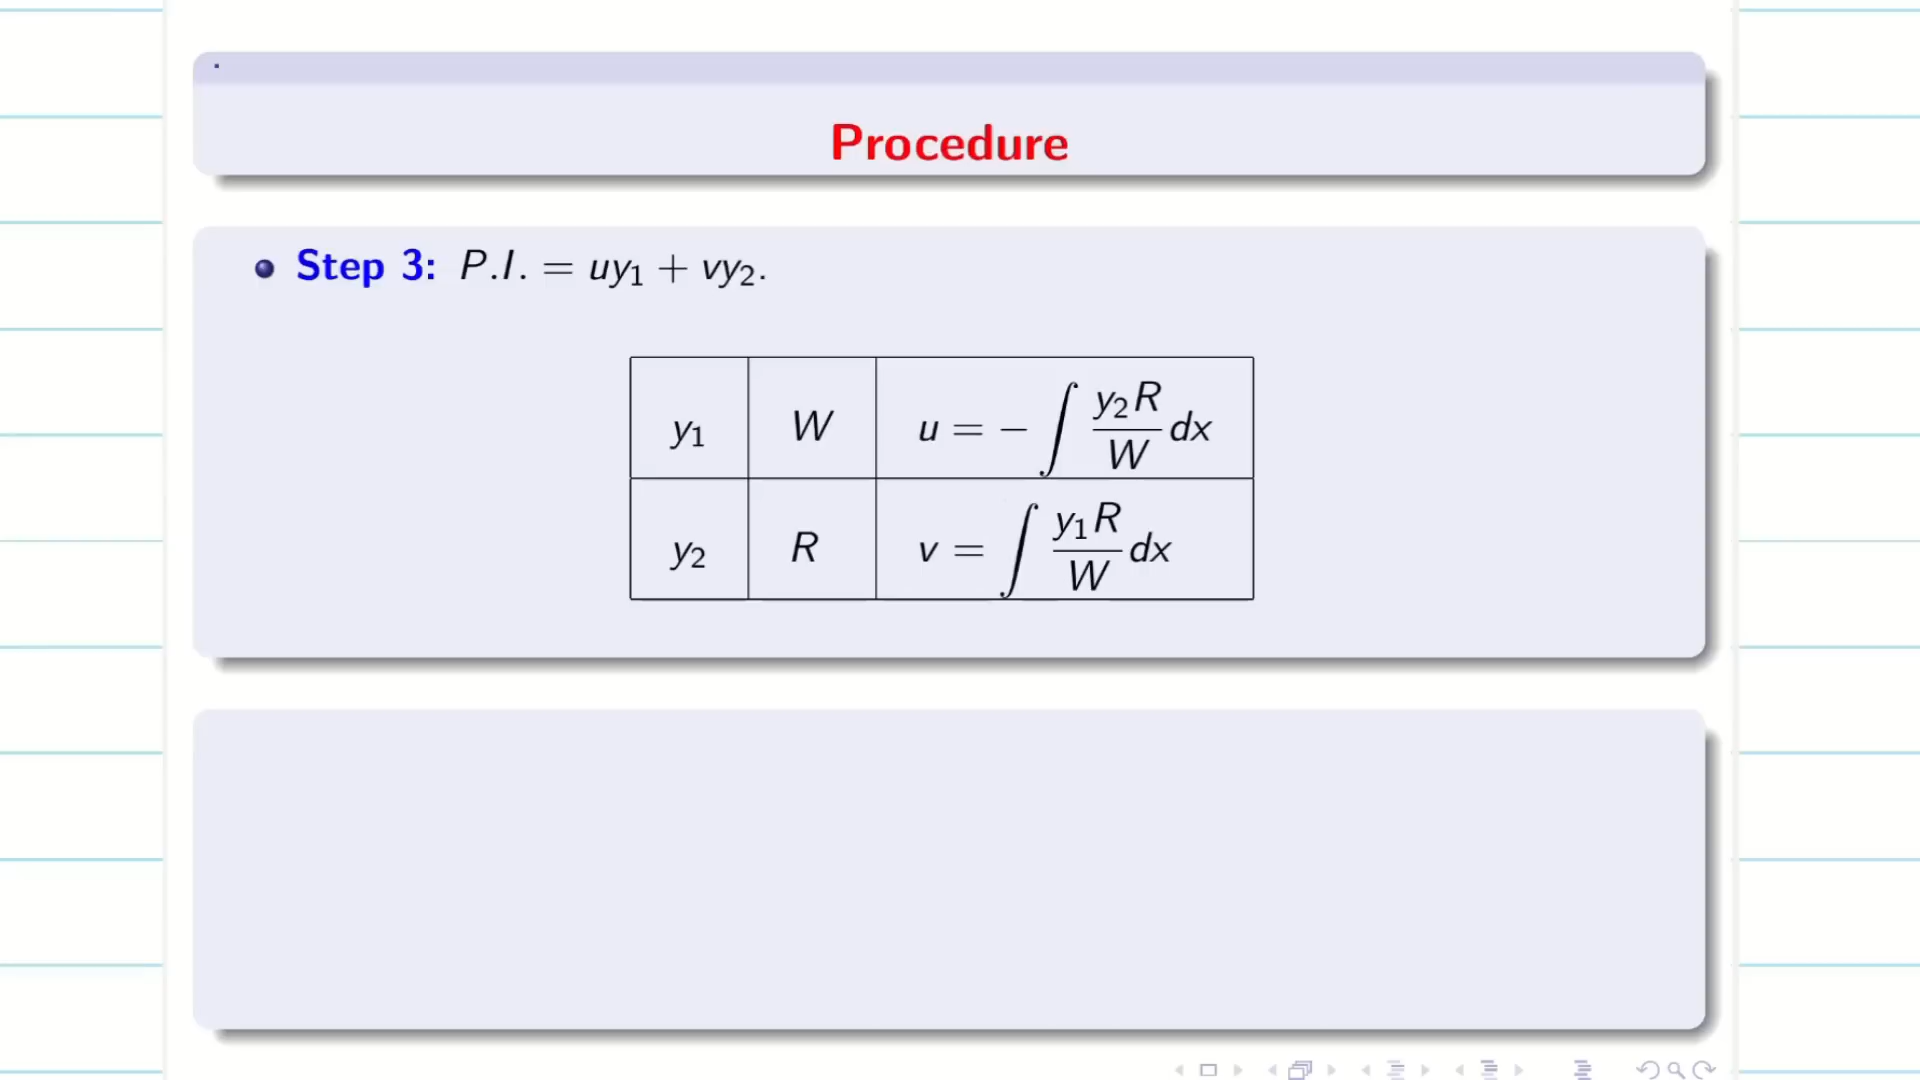 Procedure
Step 3: P.I. = uy₁ + vy₂.
y₁ W u = − ∫ y₂R/W dx
y₂ R v = ∫ y₁R/W dx